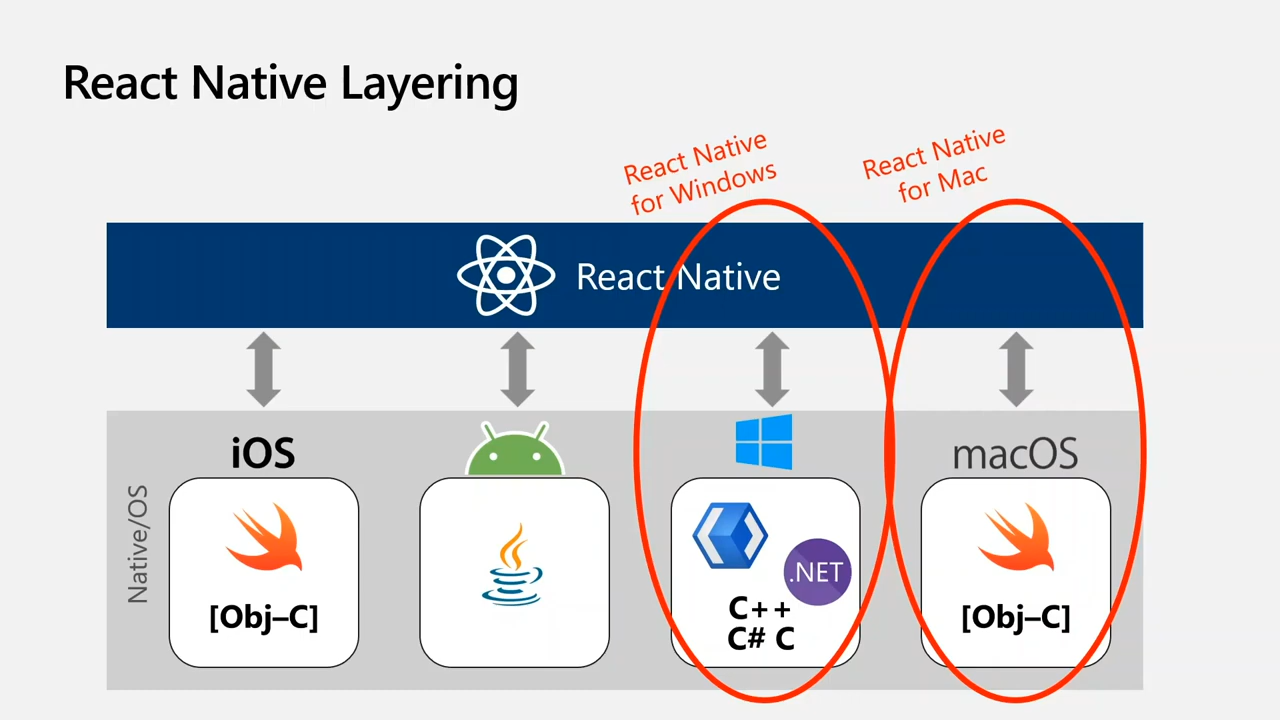 React Native Layering
React Native
for Windows
React Native
for Mac
React Native
Native/OS
iOS
macOS
[Obj–C]
.NET
C++
C# C
[Obj–C]